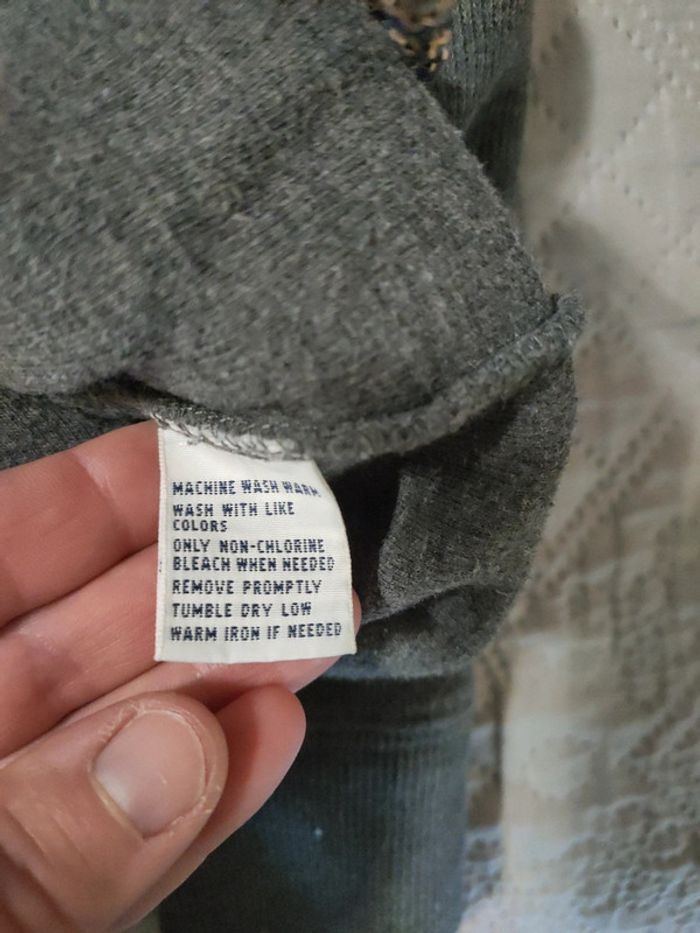 MACHINE WASH WARM
WASH WITH LIKE
COLORS
ONLY NON-CHLORINE
BLEACH WHEN NEEDED
REMOVE PROMPTLY
TUMBLE DRY LOW
WARM IRON IF NEEDED